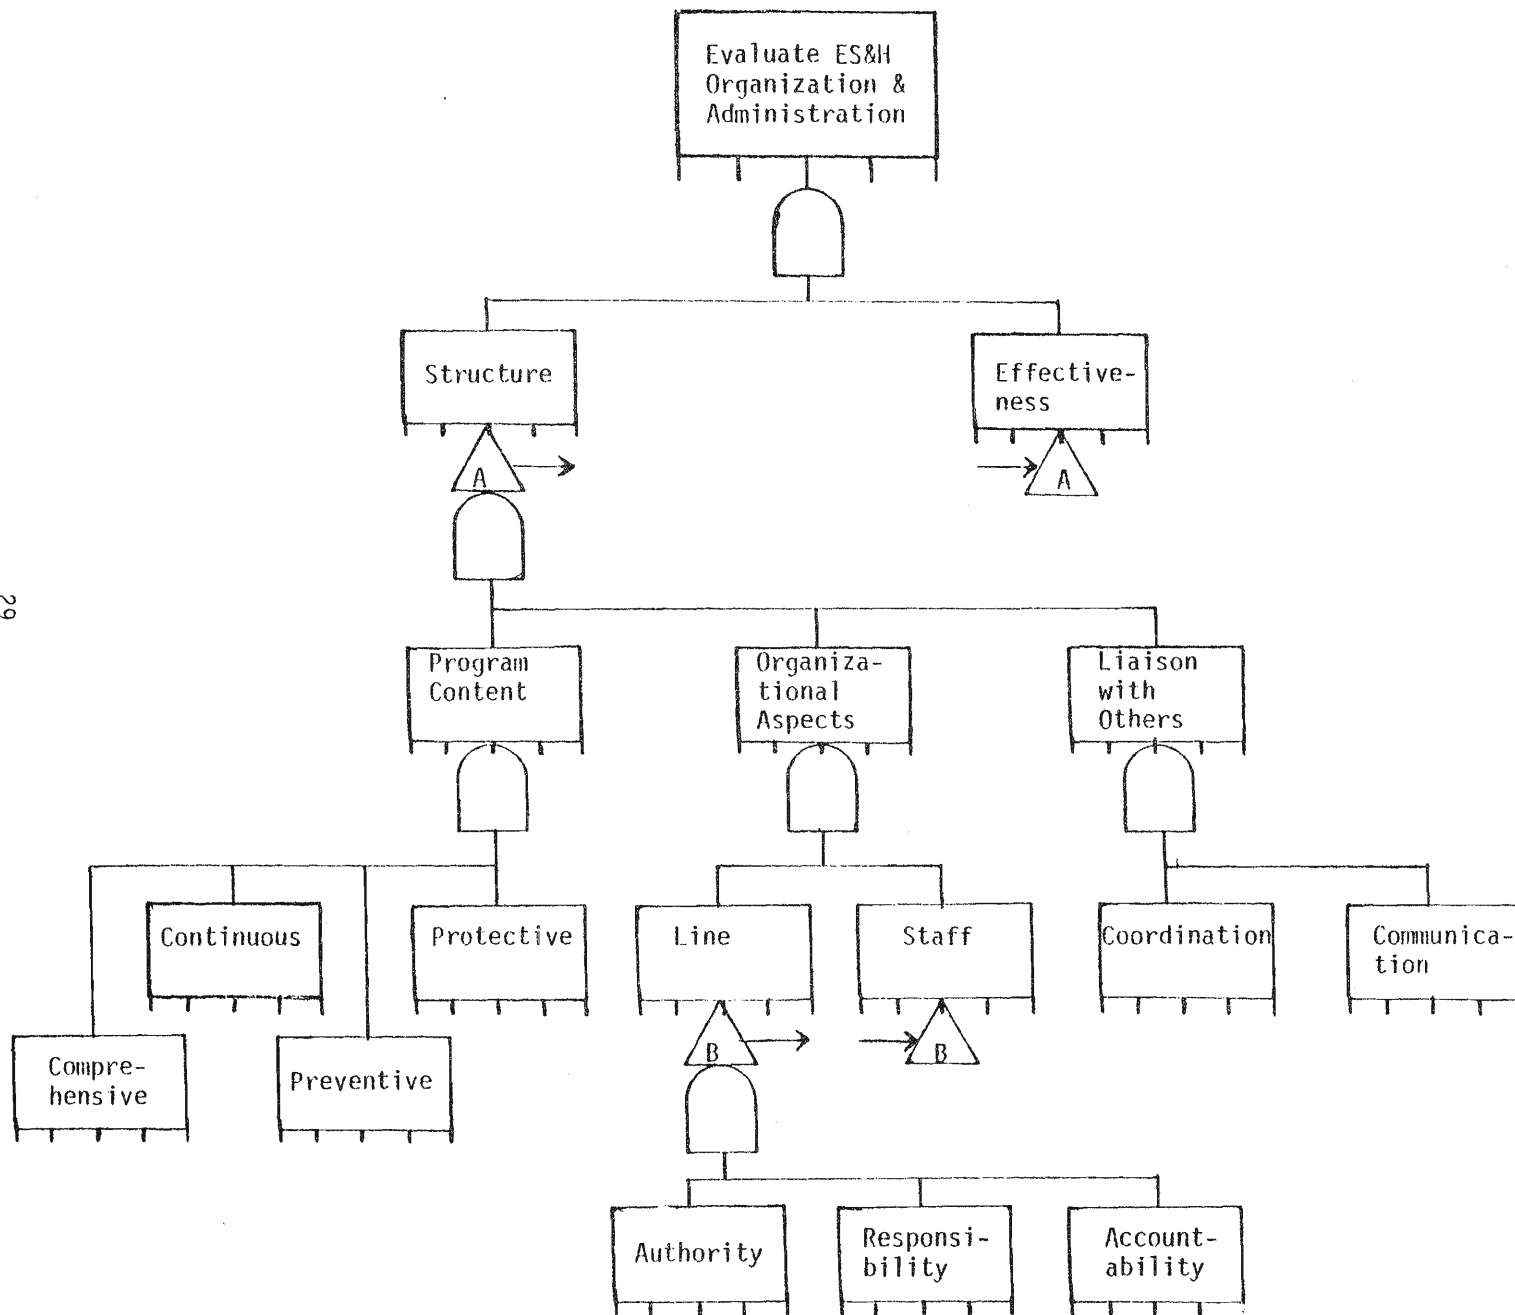 Evaluate ES&H
Organization &
Administration
Structure
Effective-
ness
A
A
29
Program
Content
Organiza-
tional
Aspects
Liaison
with
Others
Continuous
Protective
Line
Staff
Coordination
Communica-
tion
Compre-
hensive
Preventive
B
B
Authority
Responsi-
bility
Account-
ability